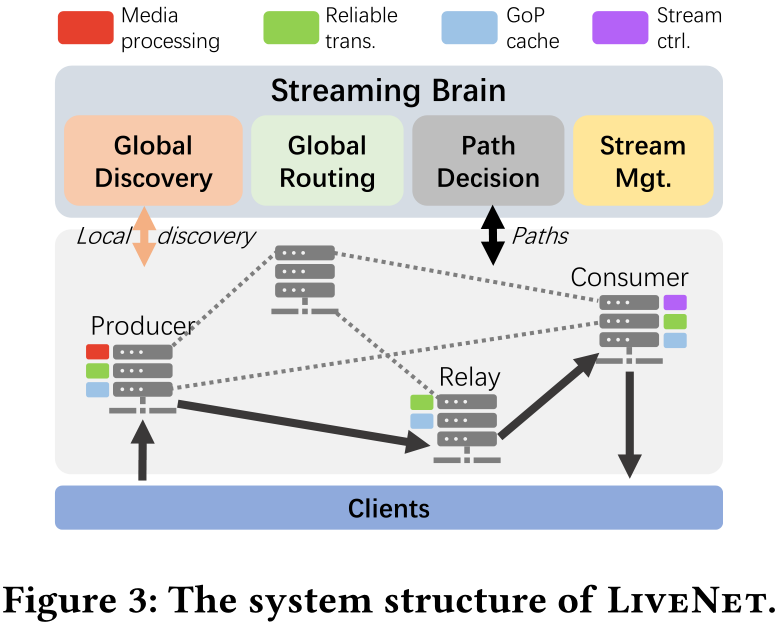 Media
processing
Reliable
trans.
GoP
cache
Stream
ctrl.
Streaming Brain
Global
Discovery
Global
Routing
Path
Decision
Stream
Mgt.
Local discovery
Paths
Consumer
Producer
Relay
Clients
Figure 3: The system structure of LIVENET.